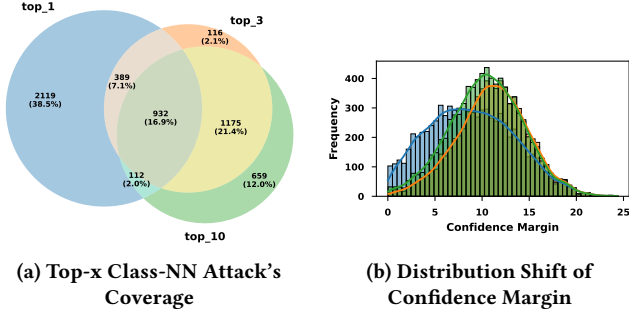 top_1
top_3
116
(2.1%)
389
(7.1%)
2119
(38.5%)
932
(16.9%)
1175
(21.4%)
112
(2.0%)
659
(12.0%)
top_10
(a) Top-x Class-NN Attack's
Coverage
Frequency
400
300
200
100
0
0 5 10 15 20 25
Confidence Margin
(b) Distribution Shift of
Confidence Margin